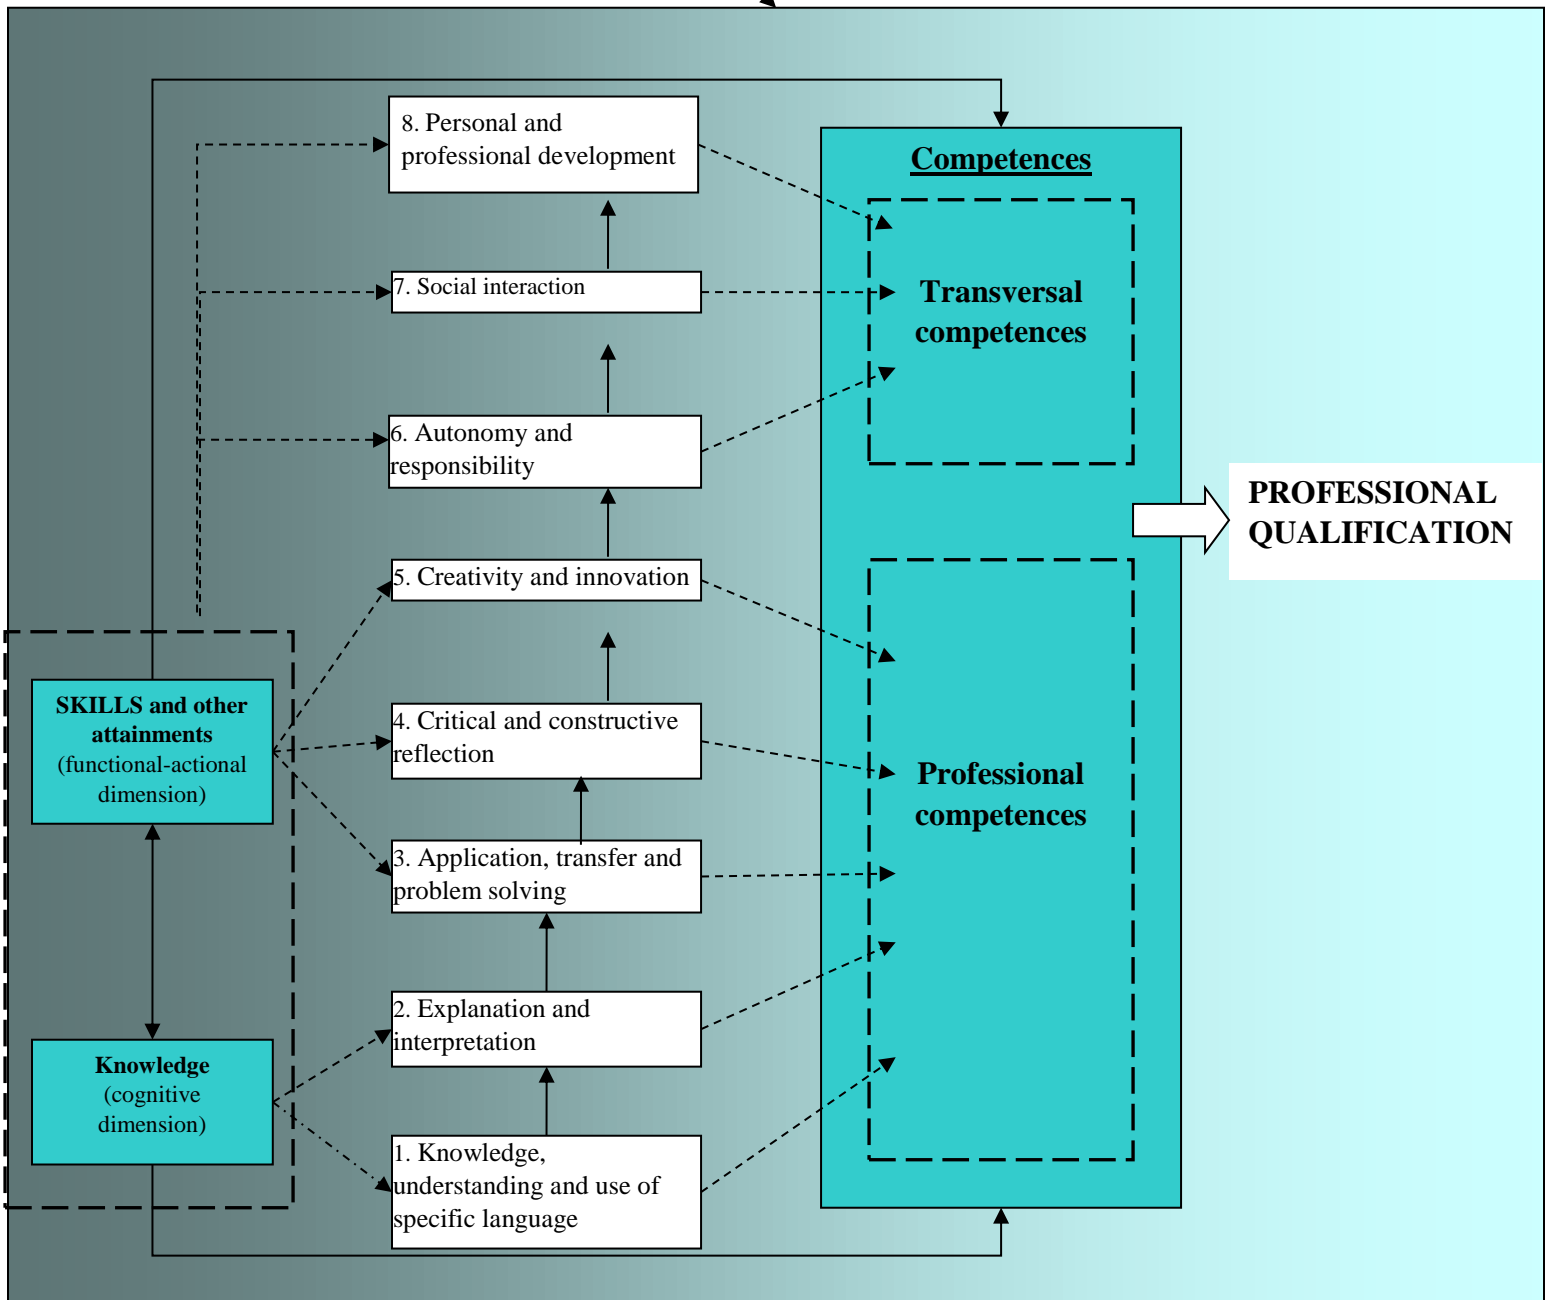 8. Personal and
professional development
Competences
7. Social interaction
Transversal
competences
6. Autonomy and
responsibility
PROFESSIONAL
QUALIFICATION
5. Creativity and innovation
SKILLS and other
attainments
(functional-actional
dimension)
4. Critical and constructive
reflection
Professional
competences
3. Application, transfer and
problem solving
2. Explanation and
interpretation
Knowledge
(cognitive
dimension)
1. Knowledge,
understanding and use of
specific language